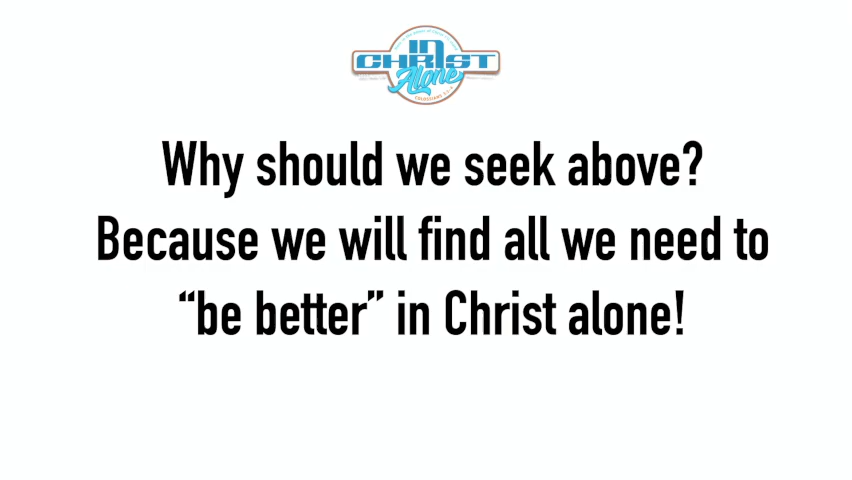 IN
CHRIST
Alone
COLOSSIANS
Why should we seek above?
Because we will find all we need to
“be better” in Christ alone!